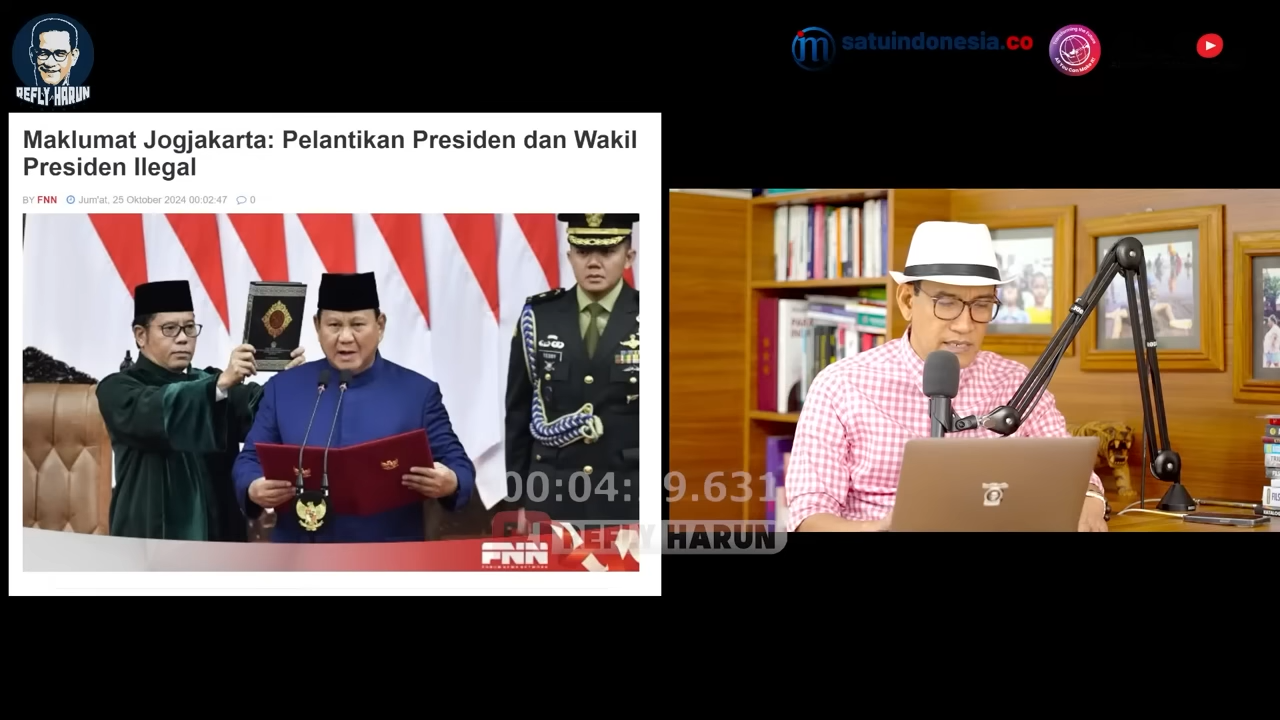 REFLY HARUN
satuindonesia.co
Maklumat Jogjakarta: Pelantikan Presiden dan Wakil
Presiden Ilegal
BY FNN Jum'at, 25 Oktober 2024 00:02:47 0
TEDDY
FNN
REFLY HARUN